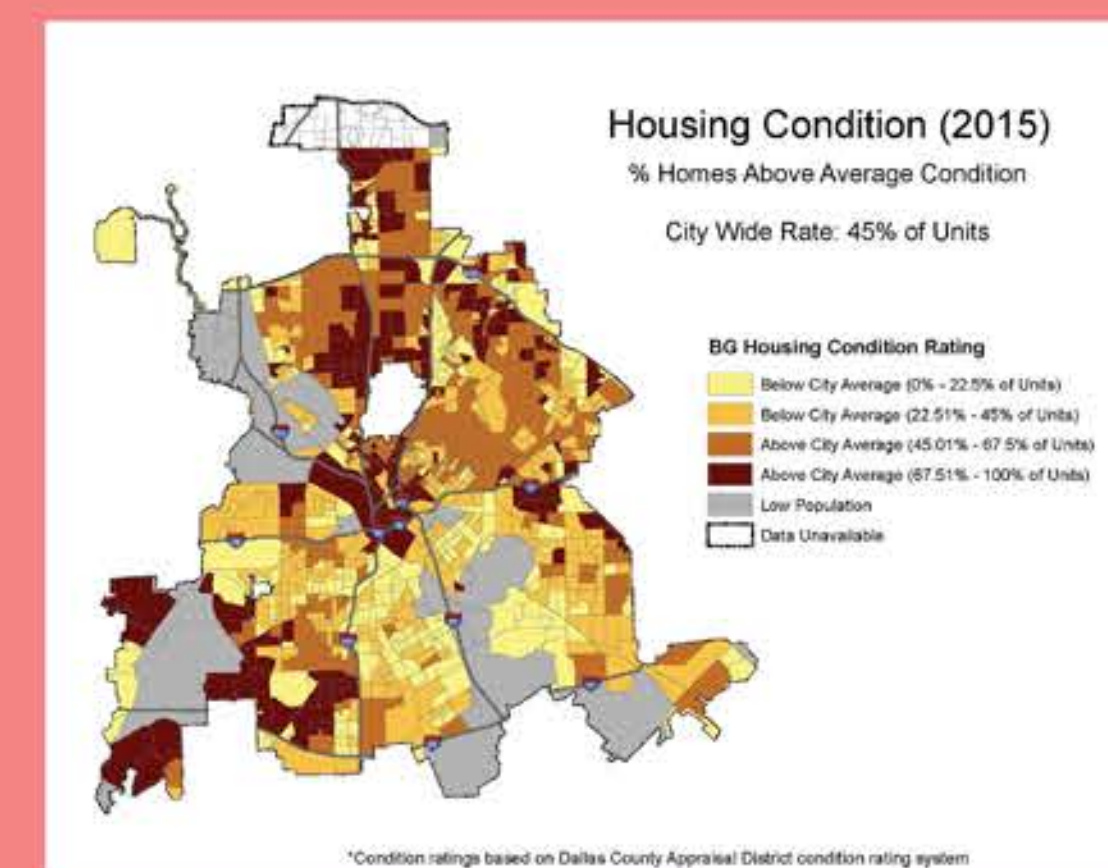 Housing Condition (2015)
% Homes Above Average Condition
City Wide Rate: 45% of Units
BG Housing Condition Rating
Below City Average (0% - 22.5% of Units)
Below City Average (22.51% - 45% of Units)
Above City Average (45.01% - 67.5% of Units)
Above City Average (67.51% - 100% of Units)
Low Population
Data Unavailable
*Condition ratings based on Dallas County Appraisal District condition rating system